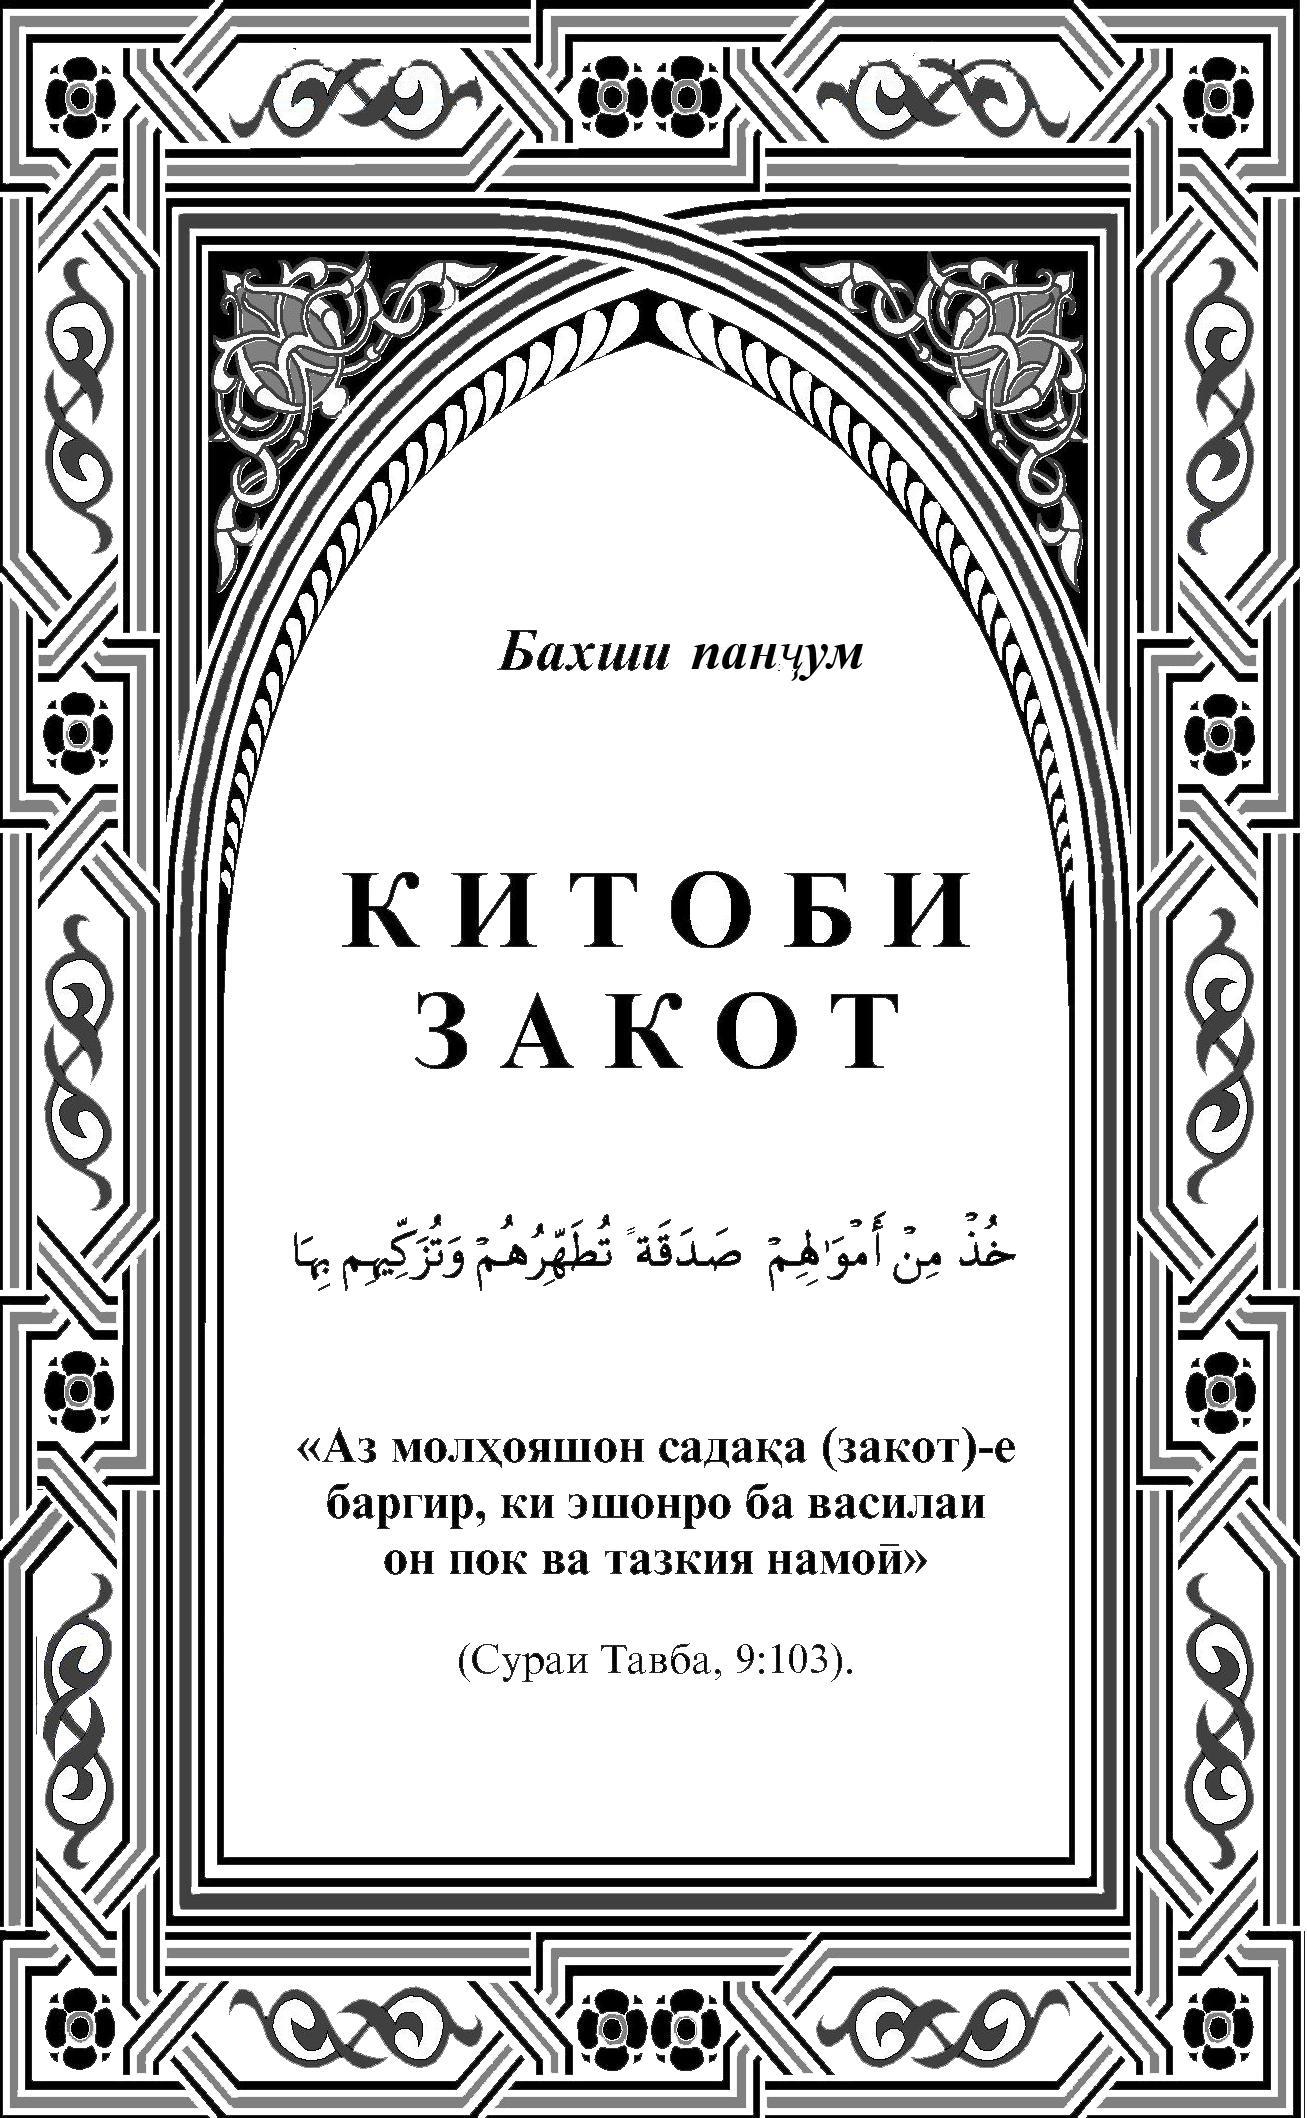 Бахши панҷум
КИТОБИ
ЗАКОТ
خُذْ مِنْ أَمْوَٰلِهِمْ صَدَقَةً تُطَهِّرُهُمْ وَتُزَكِّيهِم بِهَا
«Аз молҳояшон садақа (закот)-е
баргир, ки эшонро ба василаи
он пок ва тазкия намоӣ»
(Сураи Тавба, 9:103).